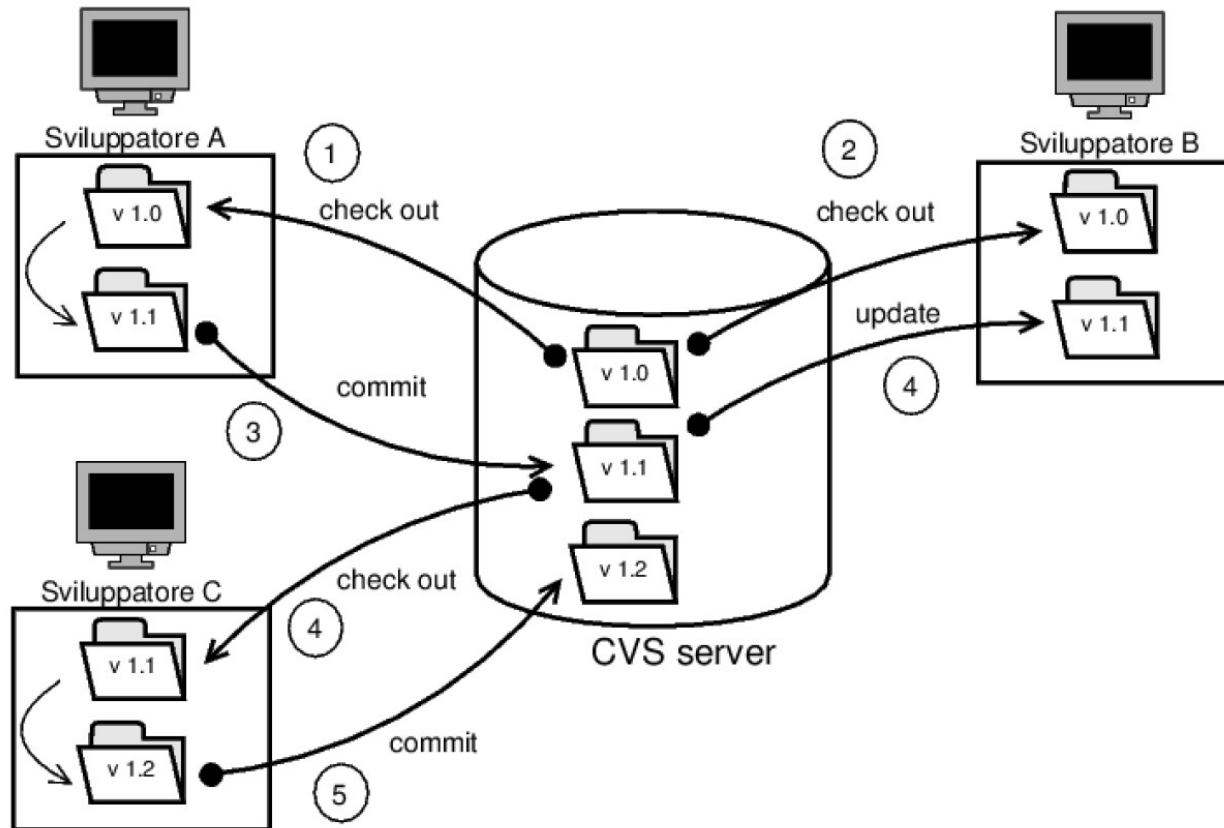 Sviluppatore A
v 1.0
v 1.1
1
check out
commit
3
2
check out
Sviluppatore B
v 1.0
update
v 1.1
4
v 1.0
v 1.1
v 1.2
CVS server
Sviluppatore C
v 1.1
v 1.2
check out
4
commit
5